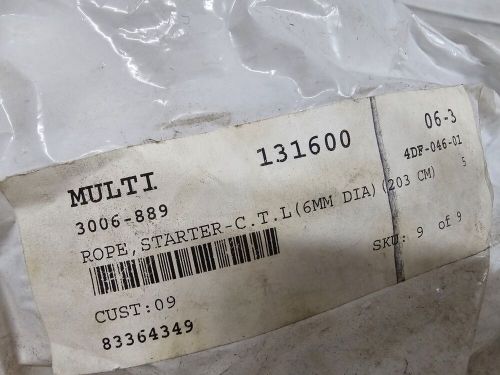 MULTI 131600 06-3
3006-889 4DF-046-01
ROPE, STARTER-C.T.L(6MM DIA)(203 CM) 5
SKU: 9 of 9
CUST:09
83364349